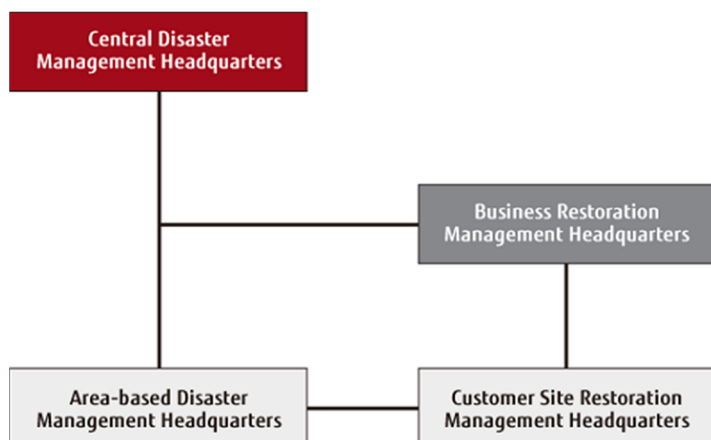 Central Disaster
Management Headquarters
Business Restoration
Management Headquarters
Area-based Disaster
Management Headquarters
Customer Site Restoration
Management Headquarters